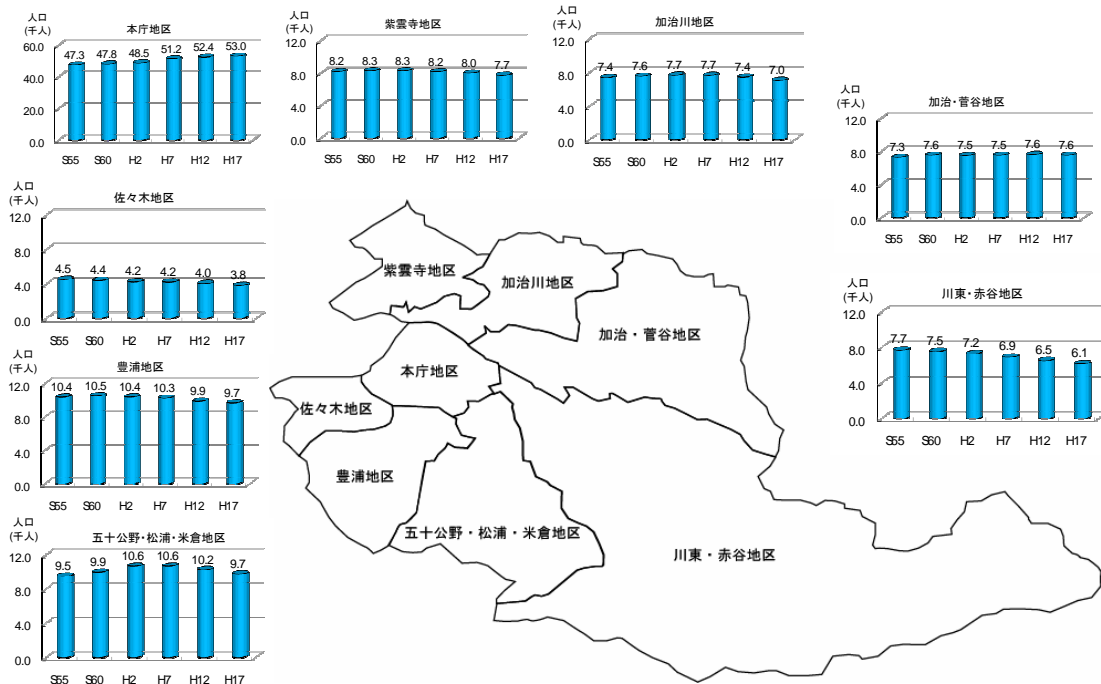 人口
(千人)
本庁地区
60.0
40.0
20.0
0.0
47.3 47.8 48.5 51.2 52.4 53.0
S55 S60 H2 H7 H12 H17
人口
(千人)
紫雲寺地区
12.0
8.0
4.0
0.0
8.2 8.3 8.3 8.2 8.0 7.7
S55 S60 H2 H7 H12 H17
人口
(千人)
加治川地区
12.0
8.0
4.0
0.0
7.4 7.6 7.7 7.7 7.4 7.0
S55 S60 H2 H7 H12 H17
人口
(千人)
加治・菅谷地区
12.0
8.0
4.0
0.0
7.3 7.6 7.5 7.5 7.6 7.6
S55 S60 H2 H7 H12 H17
人口
(千人)
佐々木地区
12.0
8.0
4.0
0.0
4.5 4.4 4.2 4.2 4.0 3.8
S55 S60 H2 H7 H12 H17
人口
(千人)
川東・赤谷地区
12.0
8.0
4.0
0.0
7.7 7.5 7.2 6.9 6.5 6.1
S55 S60 H2 H7 H12 H17
人口
(千人)
豊浦地区
12.0
8.0
4.0
0.0
10.4 10.5 10.4 10.3 9.9 9.7
S55 S60 H2 H7 H12 H17
人口
(千人)
五十公野・松浦・米倉地区
12.0
8.0
4.0
0.0
9.5 9.9 10.6 10.6 10.2 9.7
S55 S60 H2 H7 H12 H17
紫雲寺地区
加治川地区
加治・菅谷地区
本庁地区
佐々木地区
豊浦地区
五十公野・松浦・米倉地区
川東・赤谷地区